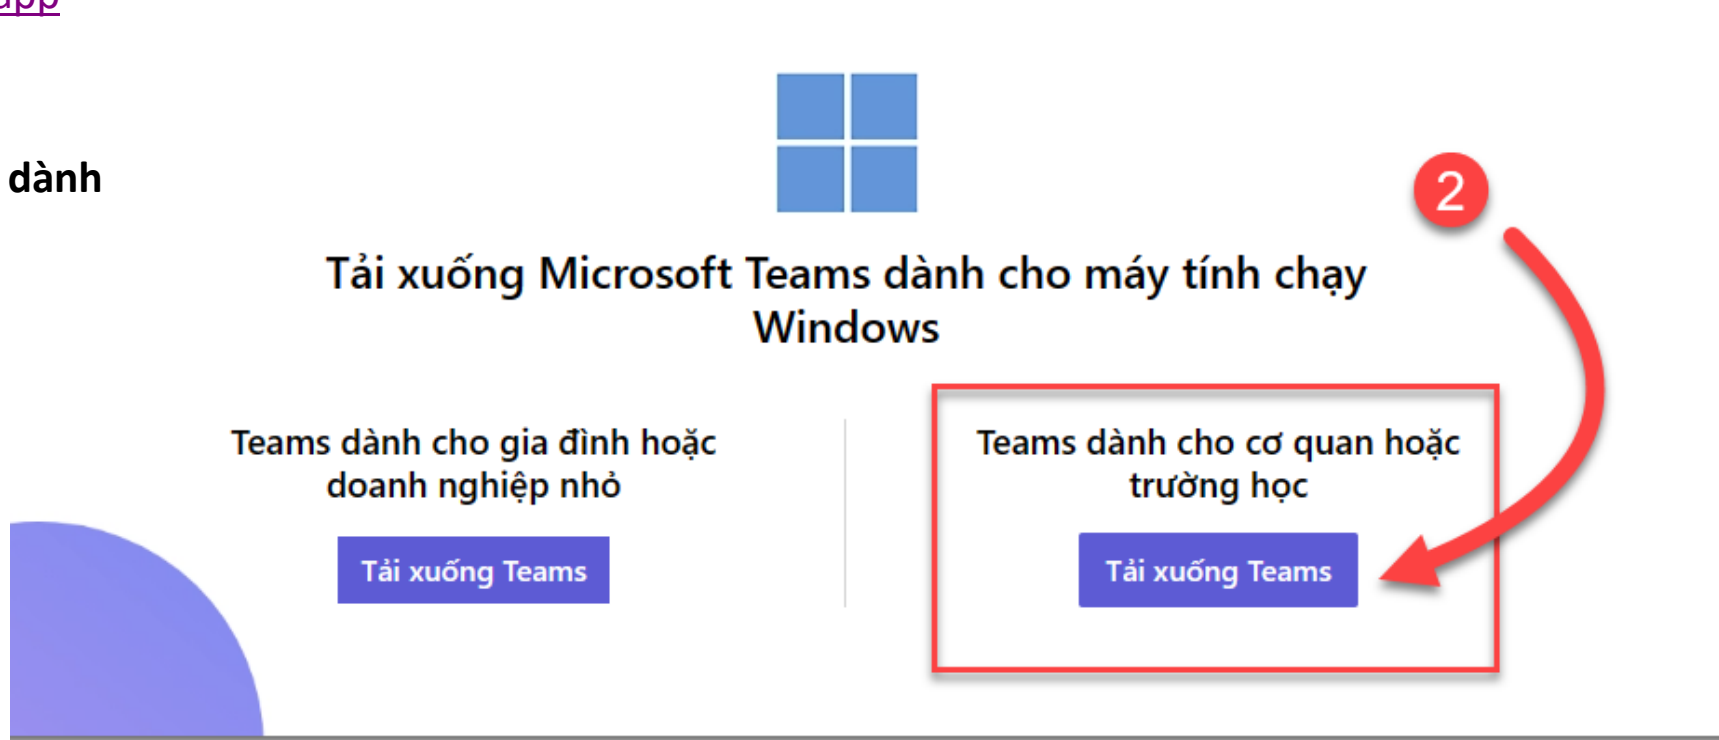 app
dành
2
Tải xuống Microsoft Teams dành cho máy tính chạy
Windows
Teams dành cho gia đình hoặc
doanh nghiệp nhỏ
Tải xuống Teams
Teams dành cho cơ quan hoặc
trường học
Tải xuống Teams